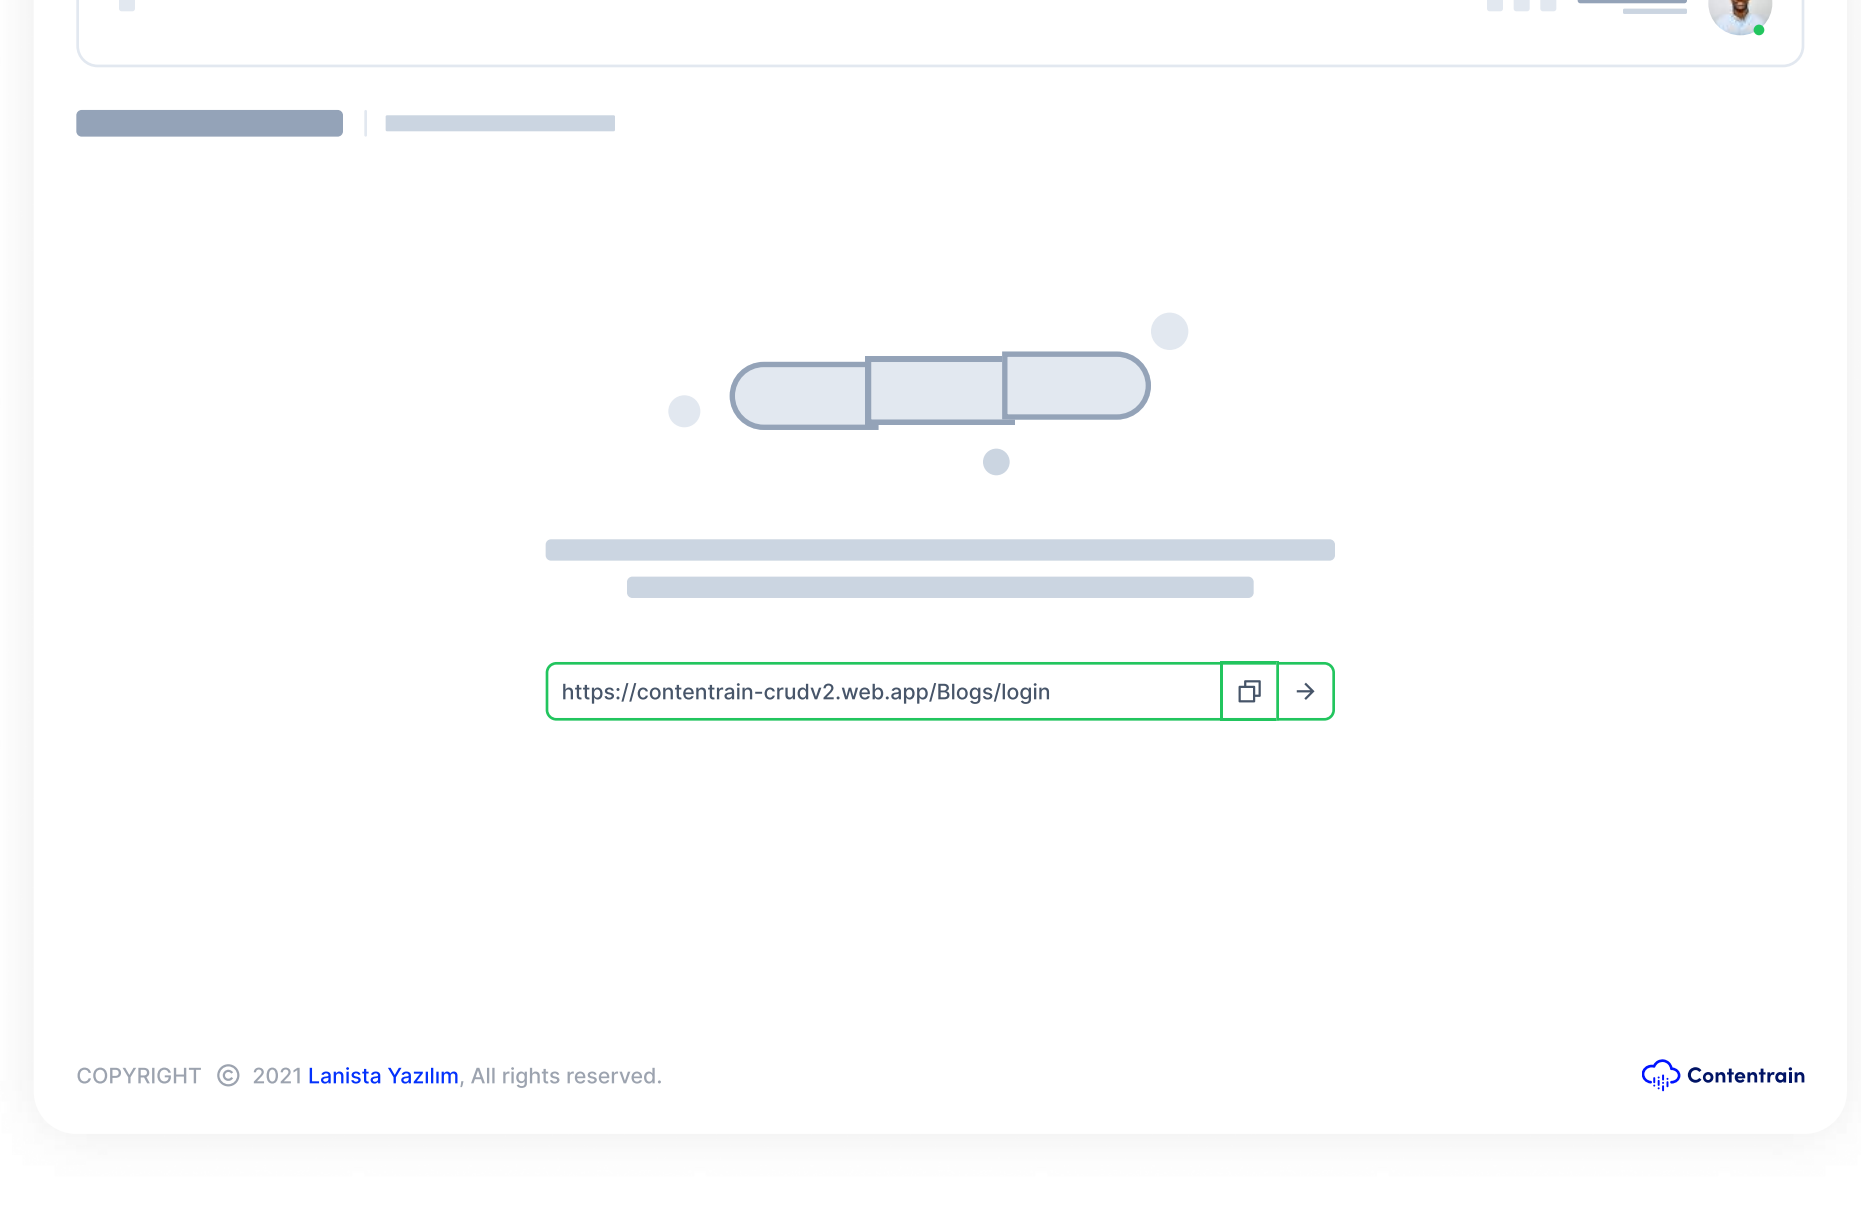 https://contentrain-crudv2.web.app/Blogs/login
COPYRIGHT © 2021 Lanista Yazılım, All rights reserved.
Contentrain